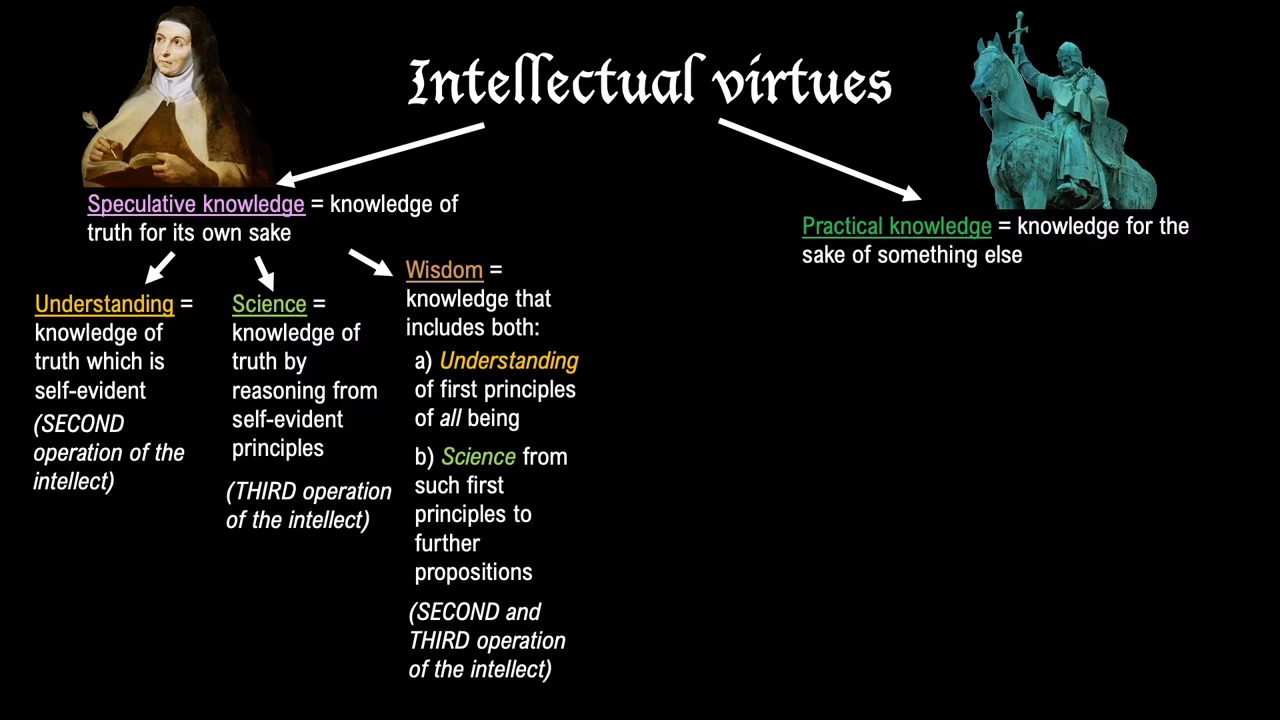 Intellectual virtues
Speculative knowledge = knowledge of
truth for its own sake
Practical knowledge = knowledge for the
sake of something else
Understanding =
knowledge of
truth which is
self-evident
(SECOND
operation of the
intellect)
Science =
knowledge of
truth by
reasoning from
self-evident
principles
(THIRD operation
of the intellect)
Wisdom =
knowledge that
includes both:
a) Understanding
of first principles
of all being
b) Science from
such first
principles to
further
propositions
(SECOND and
THIRD operation
of the intellect)